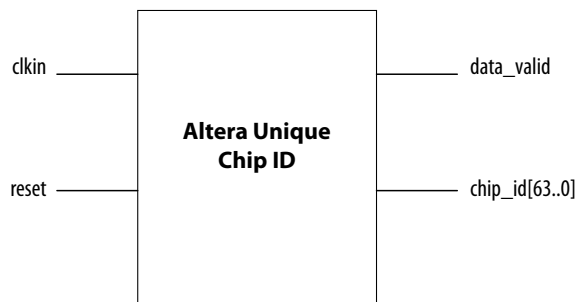 clkin
data_valid
Altera Unique
Chip ID
reset
chip_id[63..0]